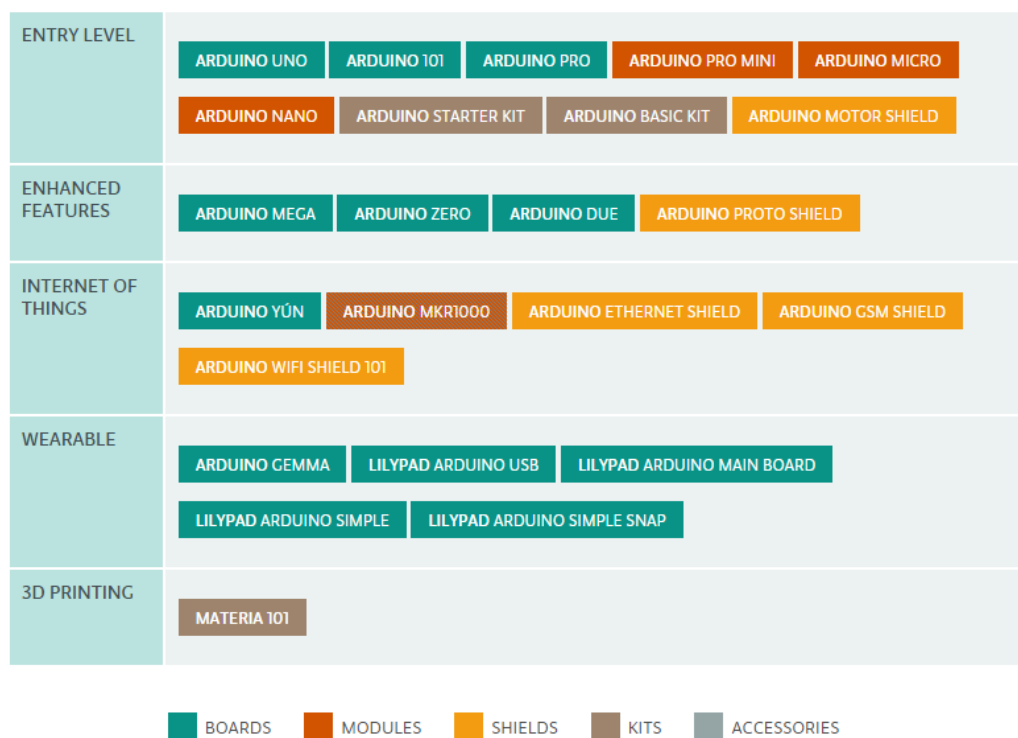 ENTRY LEVEL
ARDUINO UNO ARDUINO 101 ARDUINO PRO ARDUINO PRO MINI ARDUINO MICRO
ARDUINO NANO ARDUINO STARTER KIT ARDUINO BASIC KIT ARDUINO MOTOR SHIELD
ENHANCED
FEATURES
ARDUINO MEGA ARDUINO ZERO ARDUINO DUE ARDUINO PROTO SHIELD
INTERNET OF
THINGS
ARDUINO YÚN ARDUINO MKR1000 ARDUINO ETHERNET SHIELD ARDUINO GSM SHIELD
ARDUINO WIFI SHIELD 101
WEARABLE
ARDUINO GEMMA LILYPAD ARDUINO USB LILYPAD ARDUINO MAIN BOARD
LILYPAD ARDUINO SIMPLE LILYPAD ARDUINO SIMPLE SNAP
3D PRINTING
MATERIA 101
BOARDS MODULES SHIELDS KITS ACCESSORIES